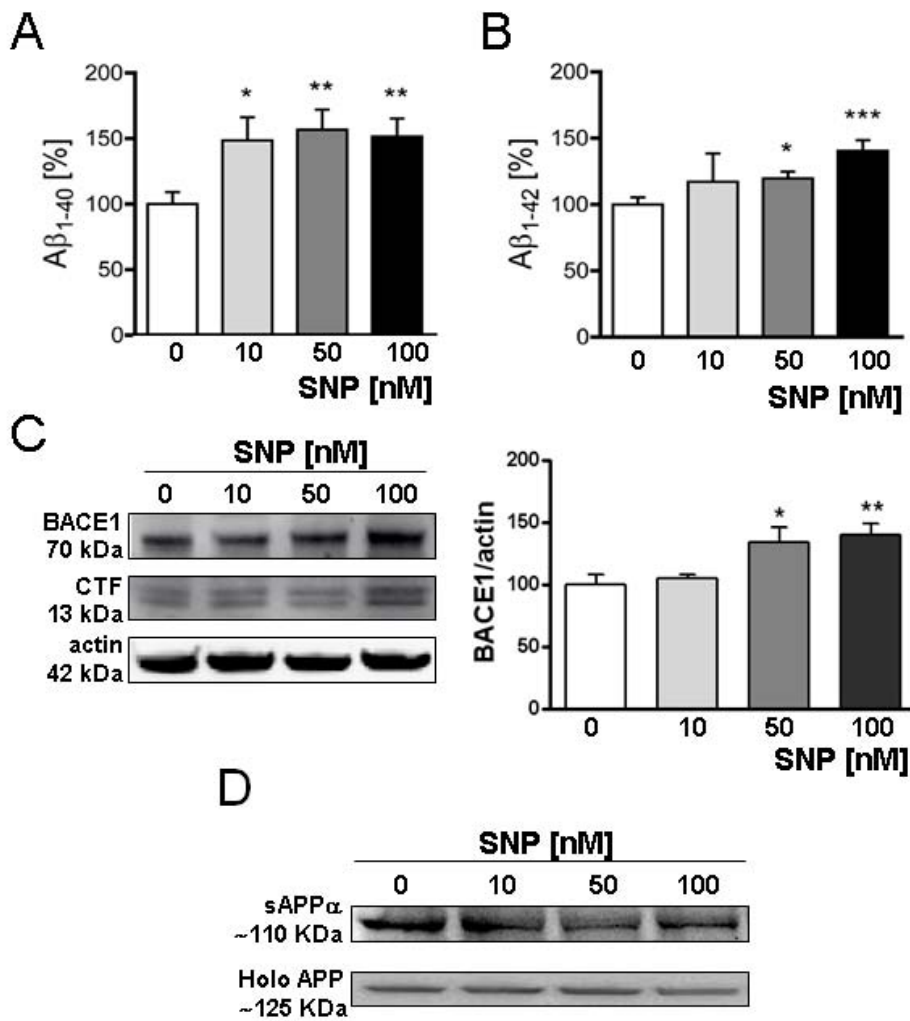 A
Aβ1-40 [%]
200
150
100
50
0
* ** **
0 10 50 100
SNP [nM]
B
Aβ1-42 [%]
200
150
100
50
0
* ***
0 10 50 100
SNP [nM]
C
SNP [nM]
0 10 50 100
BACE1
70 kDa
CTF
13 kDa
actin
42 kDa
BACE1/actin
200
150
100
50
0
* **
0 10 50 100
SNP [nM]
D
SNP [nM]
0 10 50 100
sAPPα
~110 KDa
Holo APP
~125 KDa